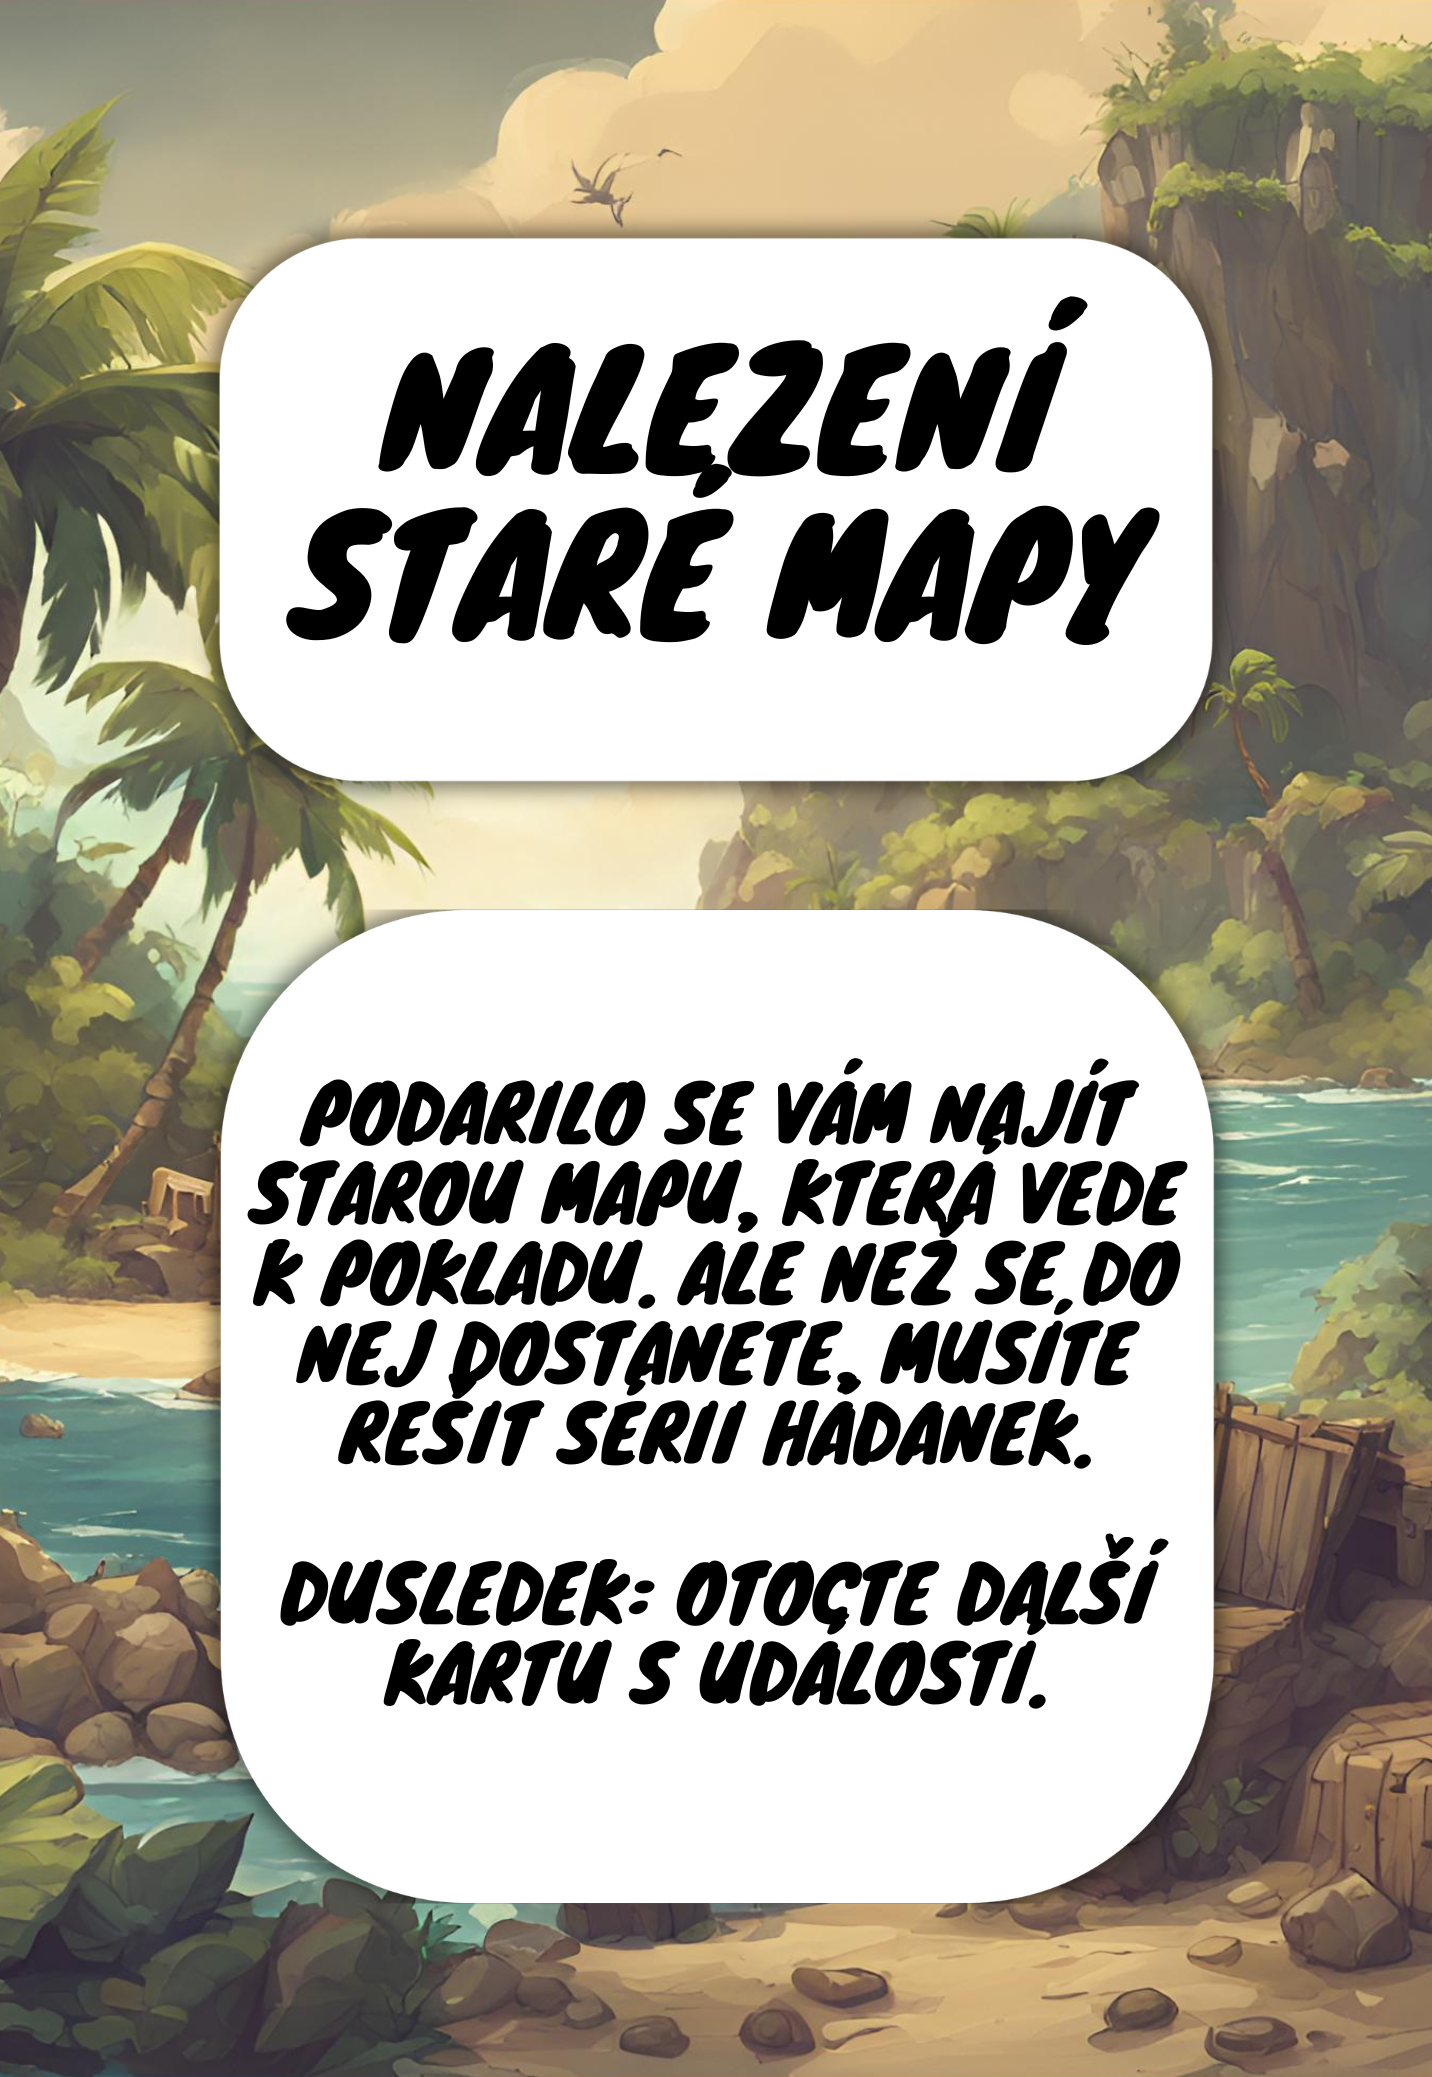 NALEZENÍ
STARÉ MAPY
PODARILO SE VÁM NAJÍT
STAROU MAPU, KTERÁ VEDE
K POKLADU. ALE NEŽ SE DO
NEJ DOSTANETE, MUSÍTE
REŠIT SÉRII HÁDANEK.
DUSLEDEK: OTOCTE DALŠÍ
KARTU S UDÁLOSTÍ.